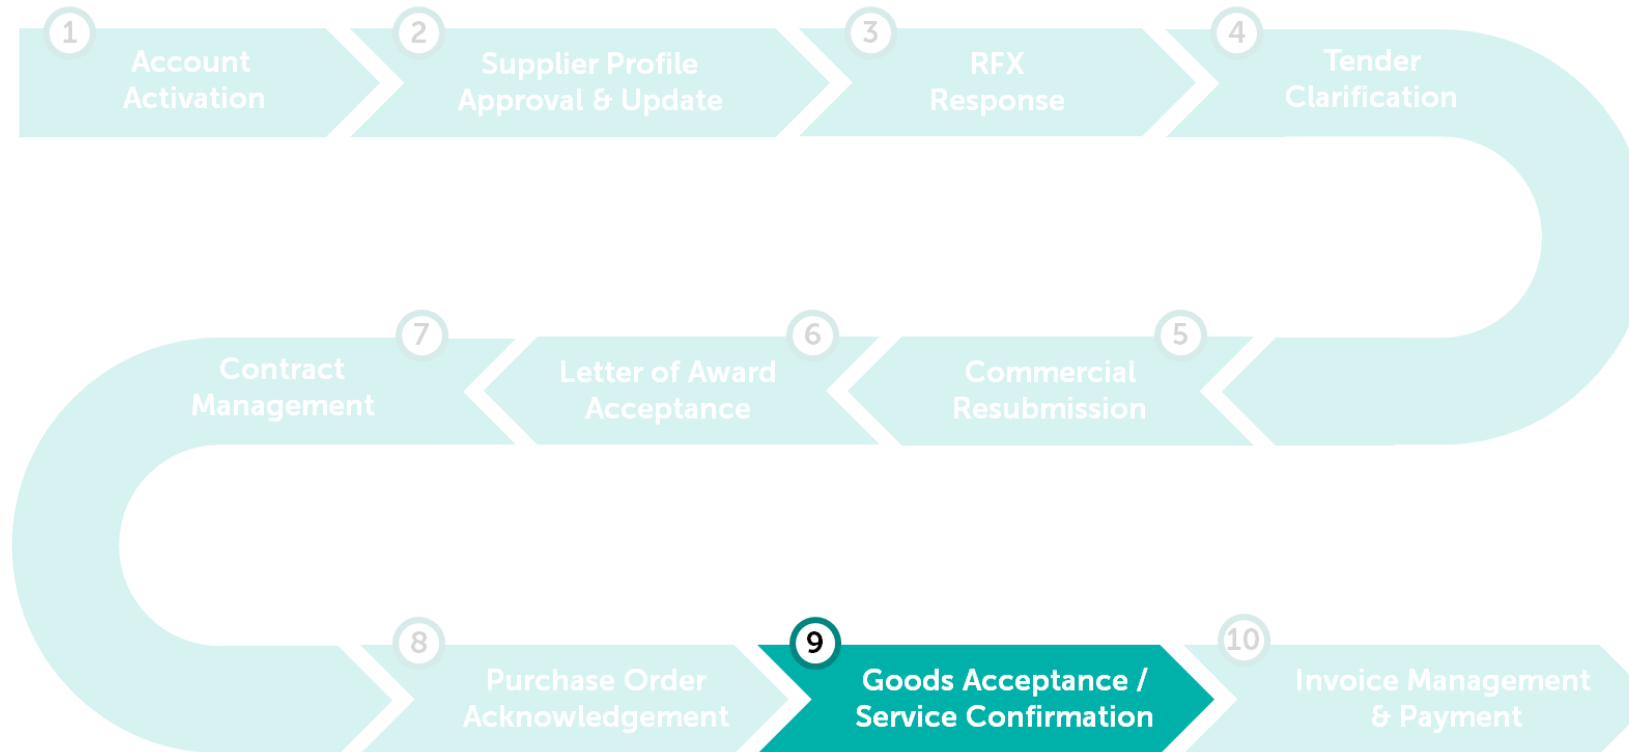 1
Account
Activation
2
Supplier Profile
Approval & Update
3
RFX
Response
4
Tender
Clarification
5
Commercial
Resubmission
6
Letter of Award
Acceptance
7
Contract
Management
8
Purchase Order
Acknowledgement
9
Goods Acceptance /
Service Confirmation
10
Invoice Management
& Payment